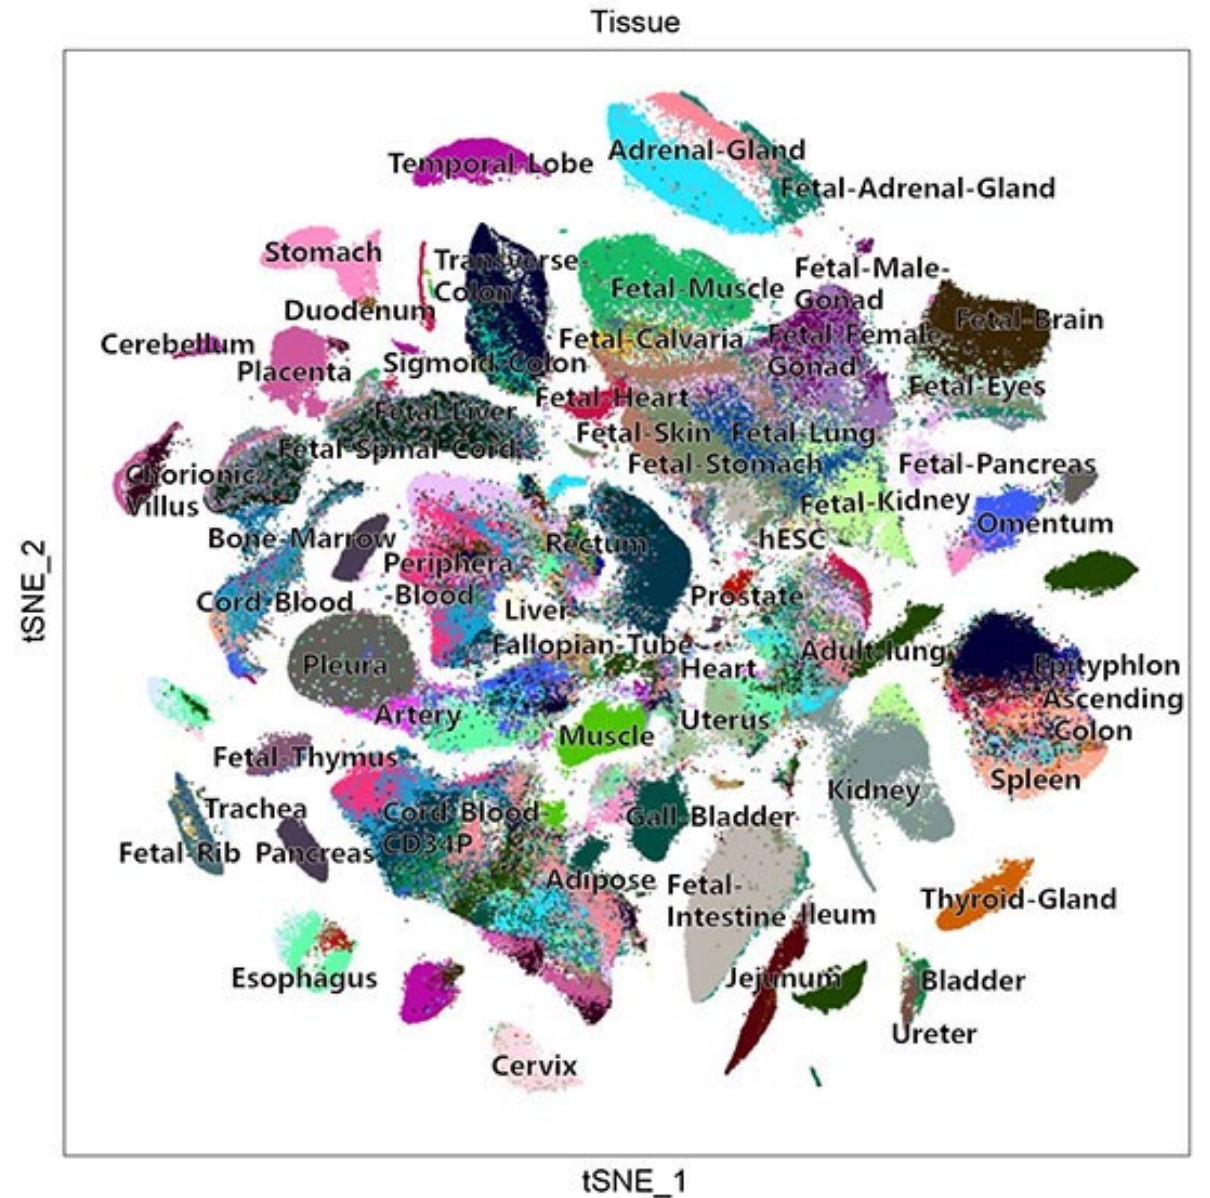 Tissue
Adrenal-Gland
Temporal-Lobe
Fetal-Adrenal-Gland
Stomach
Transverse-
Colon
Fetal-Male-
Gonad
Fetal-Muscle
Duodenum
Fetal-Brain
Cerebellum
Fetal-Calvaria
Fetal-Female-
Gonad
Placenta
Sigmoid-Colon
Fetal-Eyes
Fetal-Heart
Fetal-Liver
Fetal-Skin
Fetal-Lung
Fetal-Spinal-Cord
Fetal-Stomach
Fetal-Pancreas
Chorionic-
Villus
Fetal-Kidney
Omentum
Bone-Marrow
Rectum
hESC
Periphera
Blood
Cord-Blood
Liver
Prostate
Fallopian-Tube
Pleura
Heart
Adult lung
Epityphlon
Ascending
Colon
Artery
Uterus
Muscle
Fetal-Thymus
Spleen
Kidney
Trachea
Cord-Blood-
CD34P
Gall-Bladder
Fetal-Rib
Pancreas
Adipose
Fetal-
Intestine
Ileum
Thyroid-Gland
Esophagus
Jejunum
Bladder
Ureter
Cervix
tSNE_2
tSNE_1